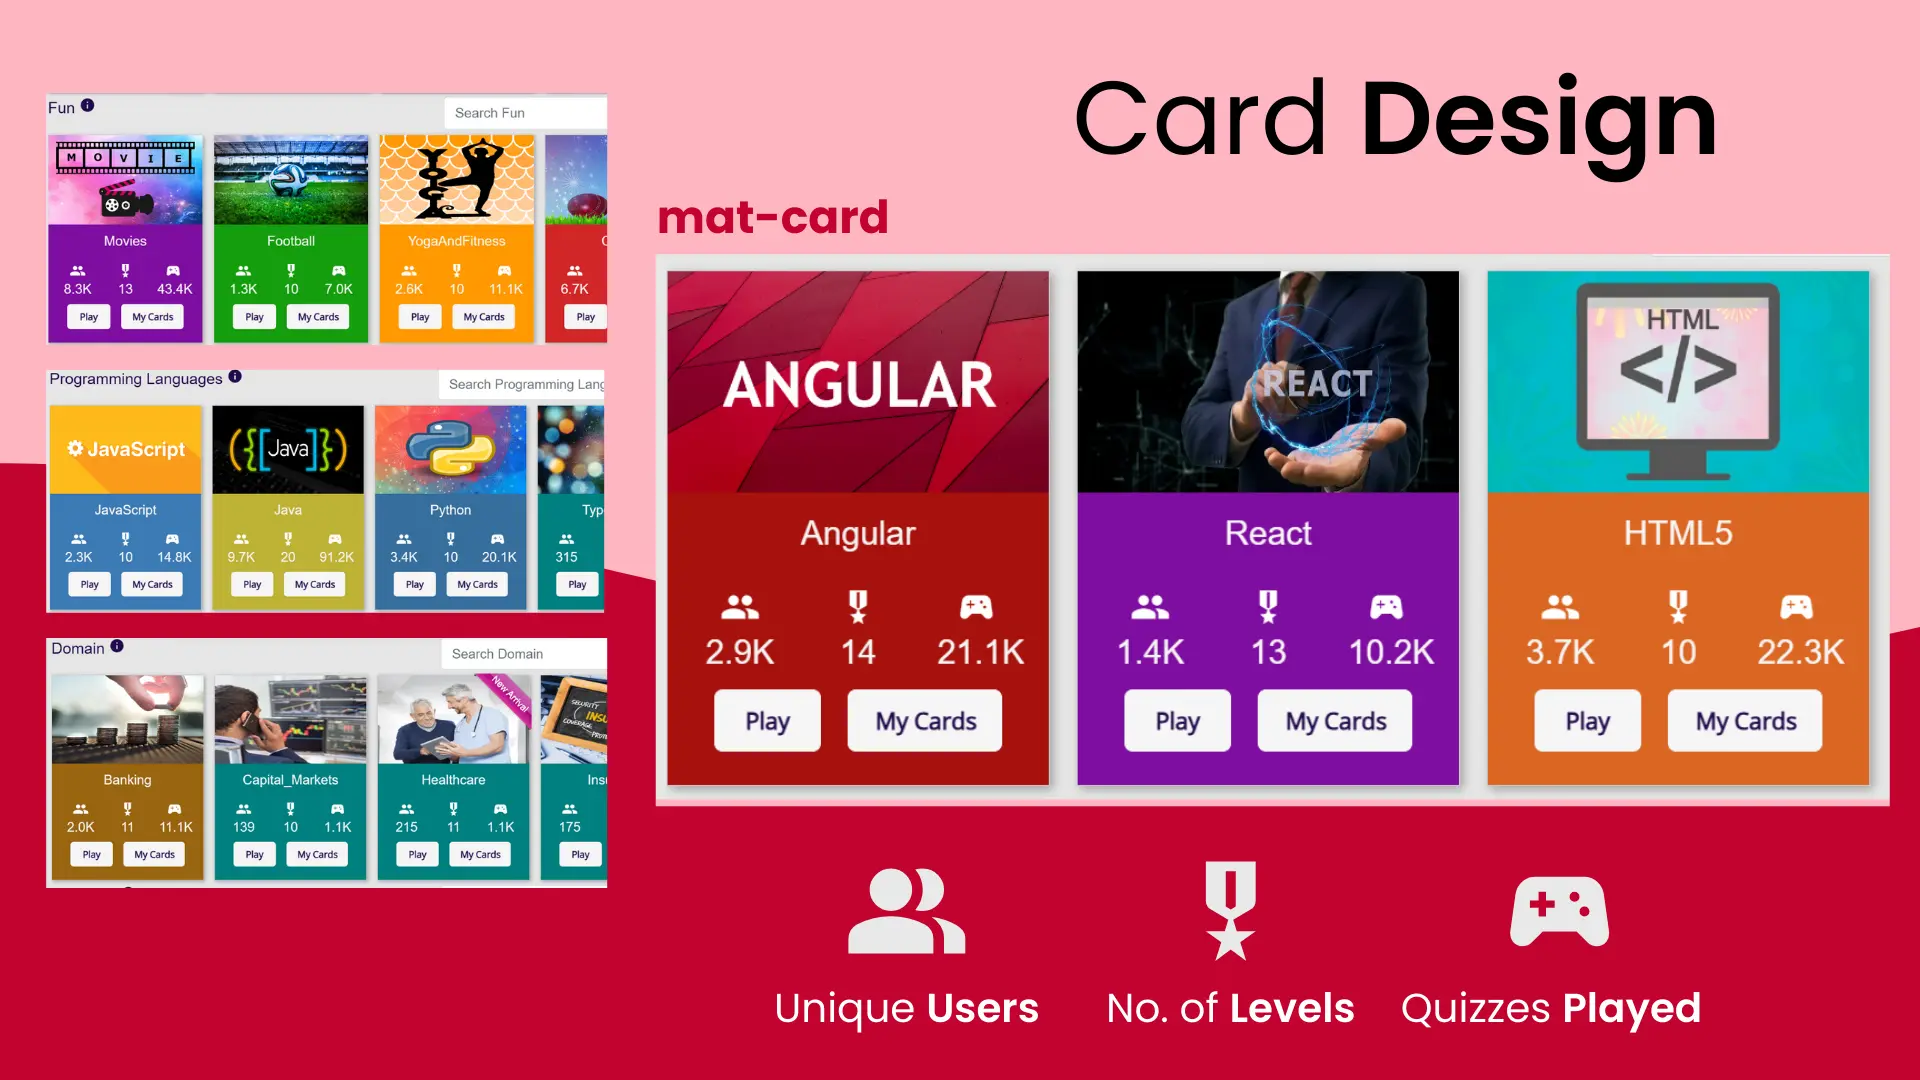 Card Design
mat-card
Fun
Search Fun
MOVIE
YOGA
Movies
Football
YogaAndFitness
8.3K 13 43.4K
1.3K 10 7.0K
2.6K 10 11.1K
6.7K
Play My Cards
Play My Cards
Play My Cards
Play
Programming Languages
Search Programming Lang
JavaScript
{[Java]}
JavaScript
Java
Python
Typ
2.3K 10 14.8K
9.7K 20 91.2K
3.4K 10 20.1K
315
Play My Cards
Play My Cards
Play My Cards
Play
Domain
Search Domain
New Arrival
SECURITY
INSU
COVERAGE
Banking
Capital_Markets
Healthcare
Ins
2.0K 11 11.1K
139 10 1.1K
215 11 1.1K
175
Play My Cards
Play My Cards
Play My Cards
Play
ANGULAR
Angular
2.9K 14 21.1K
Play My Cards
REACT
React
1.4K 13 10.2K
Play My Cards
HTML
</>
HTML5
3.7K 10 22.3K
Play My Cards
Unique Users
No. of Levels
Quizzes Played